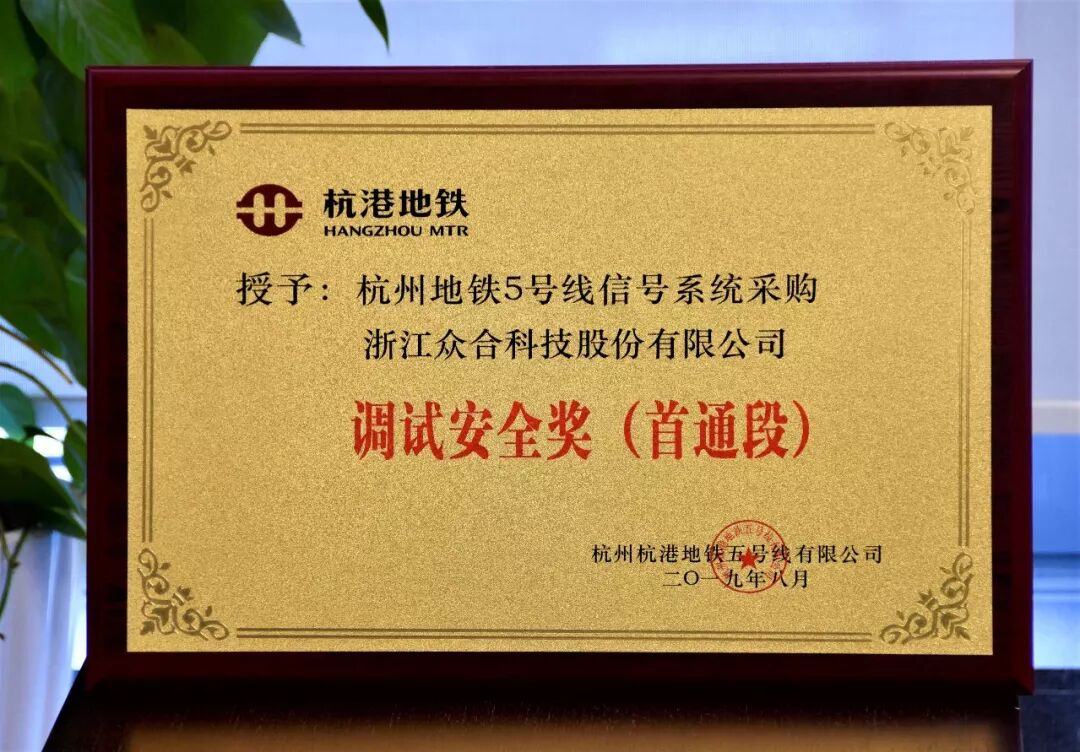 杭港地铁
HANGZHOU MTR
授予：杭州地铁5号线信号系统采购
浙江众合科技股份有限公司
调试安全奖（首通段）
杭州杭港地铁五号线有限公司
二〇一九年八月